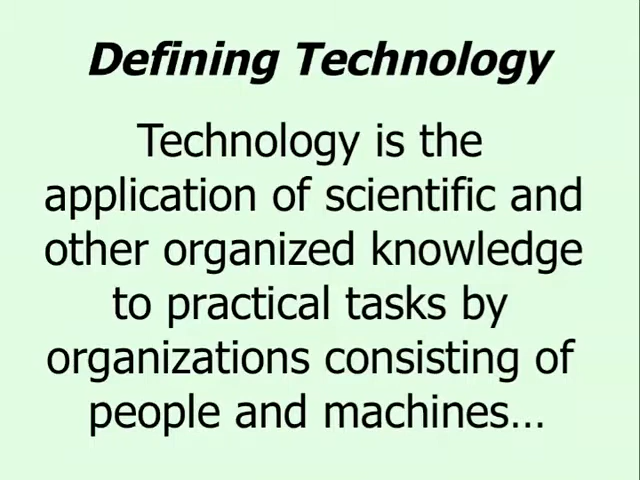 Defining Technology
Technology is the
application of scientific and
other organized knowledge
to practical tasks by
organizations consisting of
people and machines...